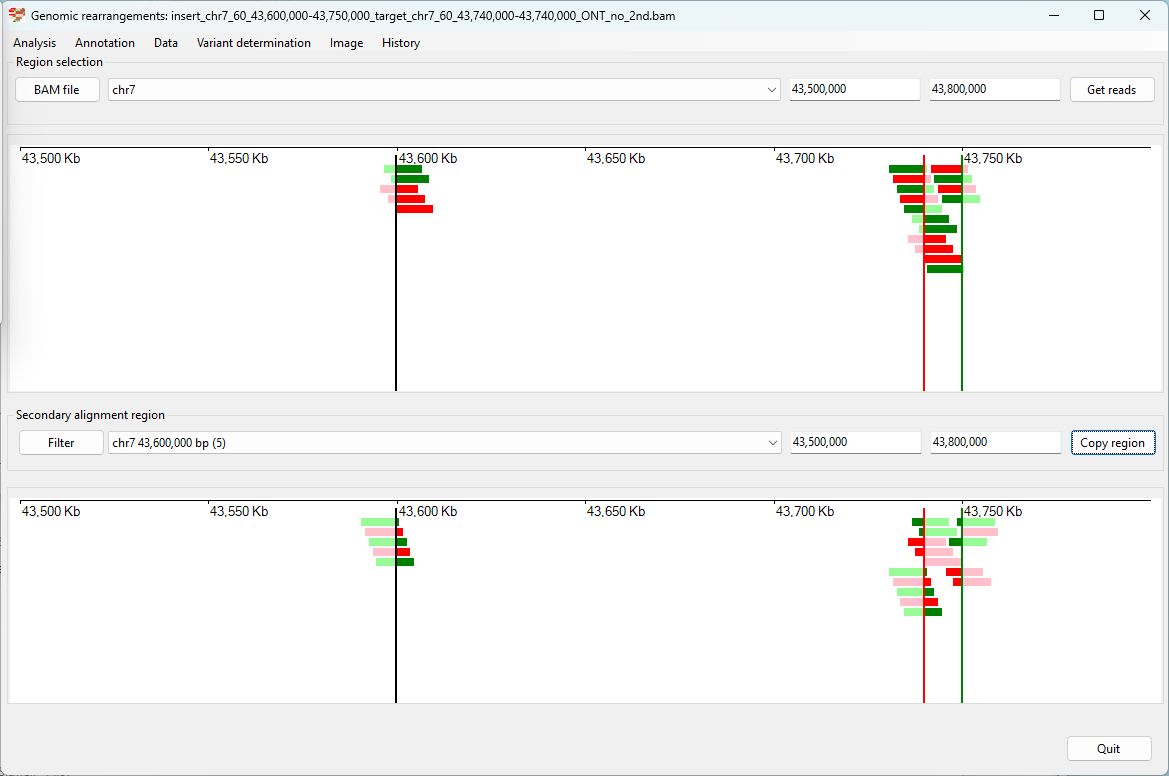 Genomic rearrangements: insert_chr7_60_43,600,000-43,750,000_target_chr7_60_43,740,000-43,740,000_ONT_no_2nd.bam
Analysis Annotation Data Variant determination Image History
Region selection
BAM file chr7 43,500,000 43,800,000 Get reads
43,500 Kb 43,550 Kb 43,600 Kb 43,650 Kb 43,700 Kb 43,750 Kb
Secondary alignment region
Filter chr7 43,600,000 bp (5) 43,500,000 43,800,000 Copy region
43,500 Kb 43,550 Kb 43,600 Kb 43,650 Kb 43,700 Kb 43,750 Kb
Quit